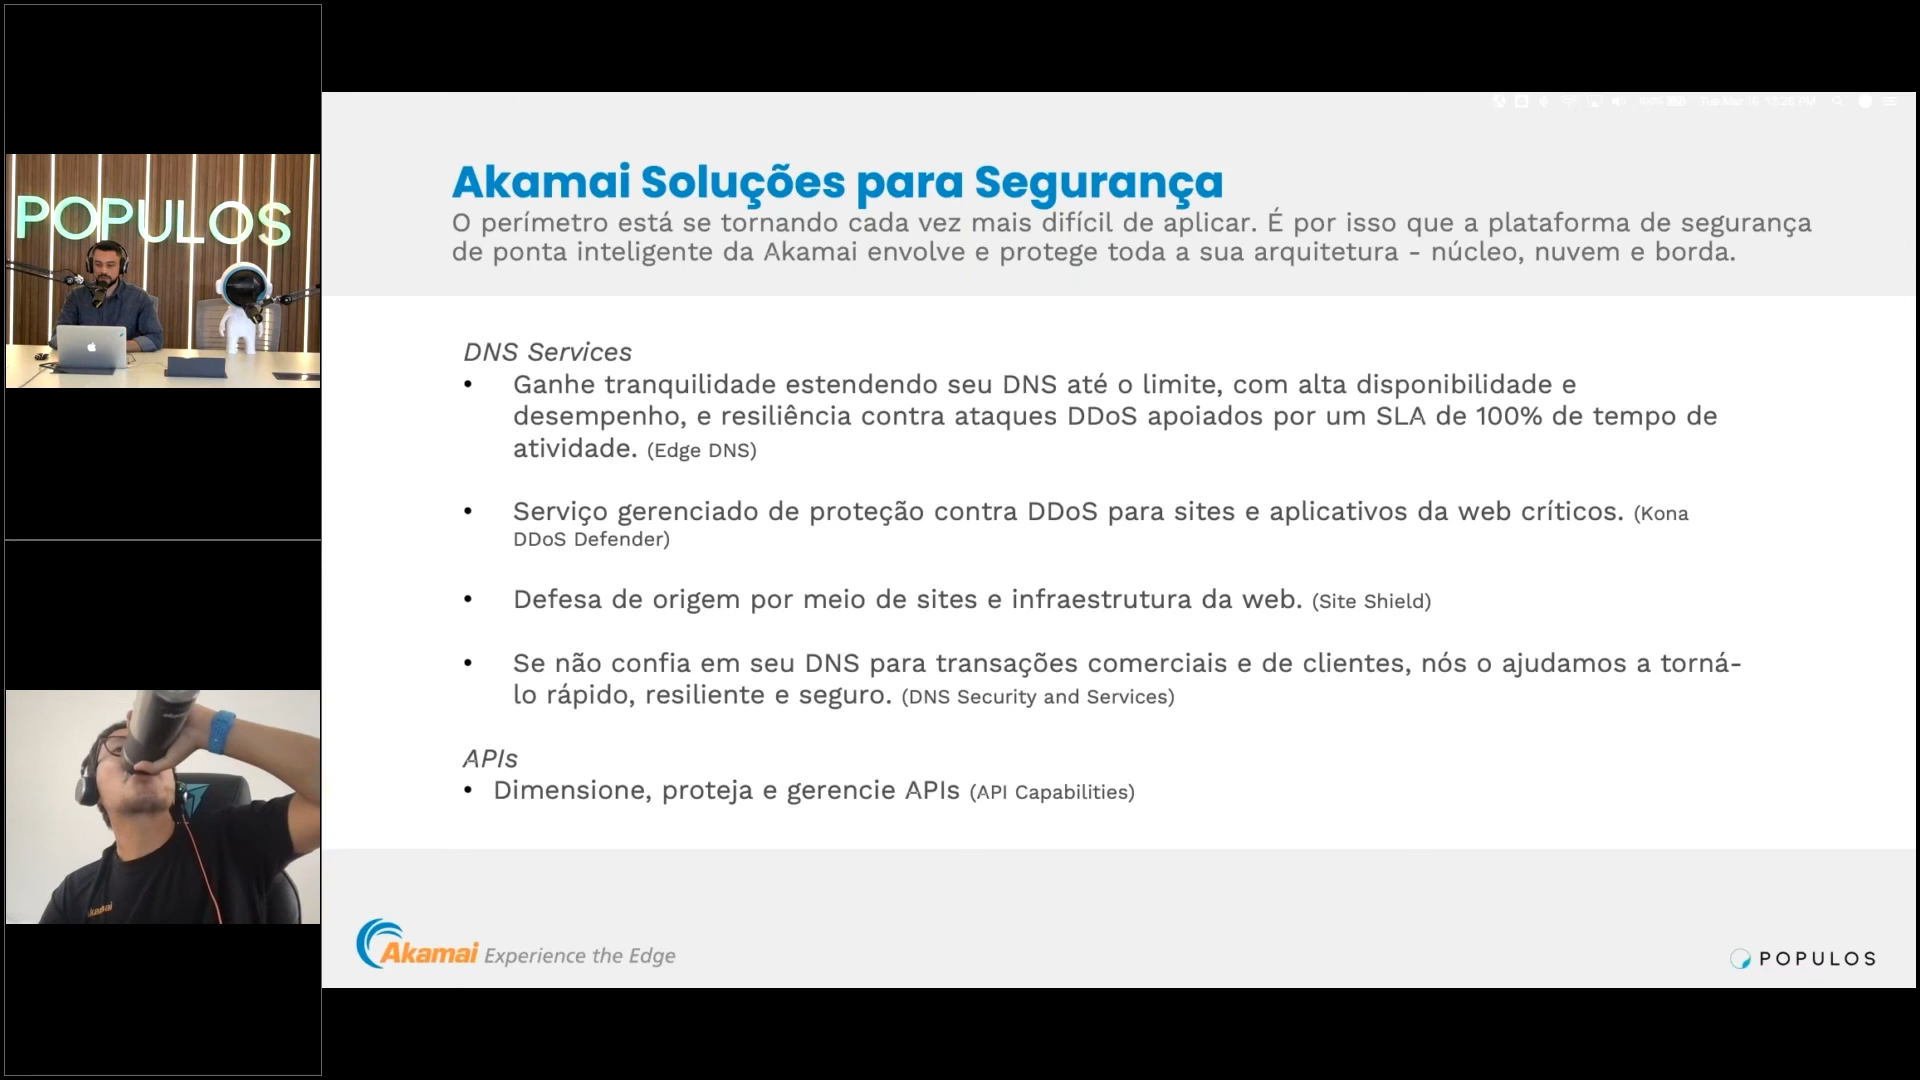 POPULOS
Akamai Soluções para Segurança
O perímetro está se tornando cada vez mais difícil de aplicar. É por isso que a plataforma de segurança
de ponta inteligente da Akamai envolve e protege toda a sua arquitetura - núcleo, nuvem e borda.
DNS Services
• Ganhe tranquilidade estendendo seu DNS até o limite, com alta disponibilidade e
desempenho, e resiliência contra ataques DDoS apoiados por um SLA de 100% de tempo de
atividade. (Edge DNS)
• Serviço gerenciado de proteção contra DDoS para sites e aplicativos da web críticos. (Kona
DDoS Defender)
• Defesa de origem por meio de sites e infraestrutura da web. (Site Shield)
• Se não confia em seu DNS para transações comerciais e de clientes, nós o ajudamos a torná-
lo rápido, resiliente e seguro. (DNS Security and Services)
APIs
• Dimensione, proteja e gerencie APIs (API Capabilities)
Akamai
Akamai Experience the Edge
POPULOS